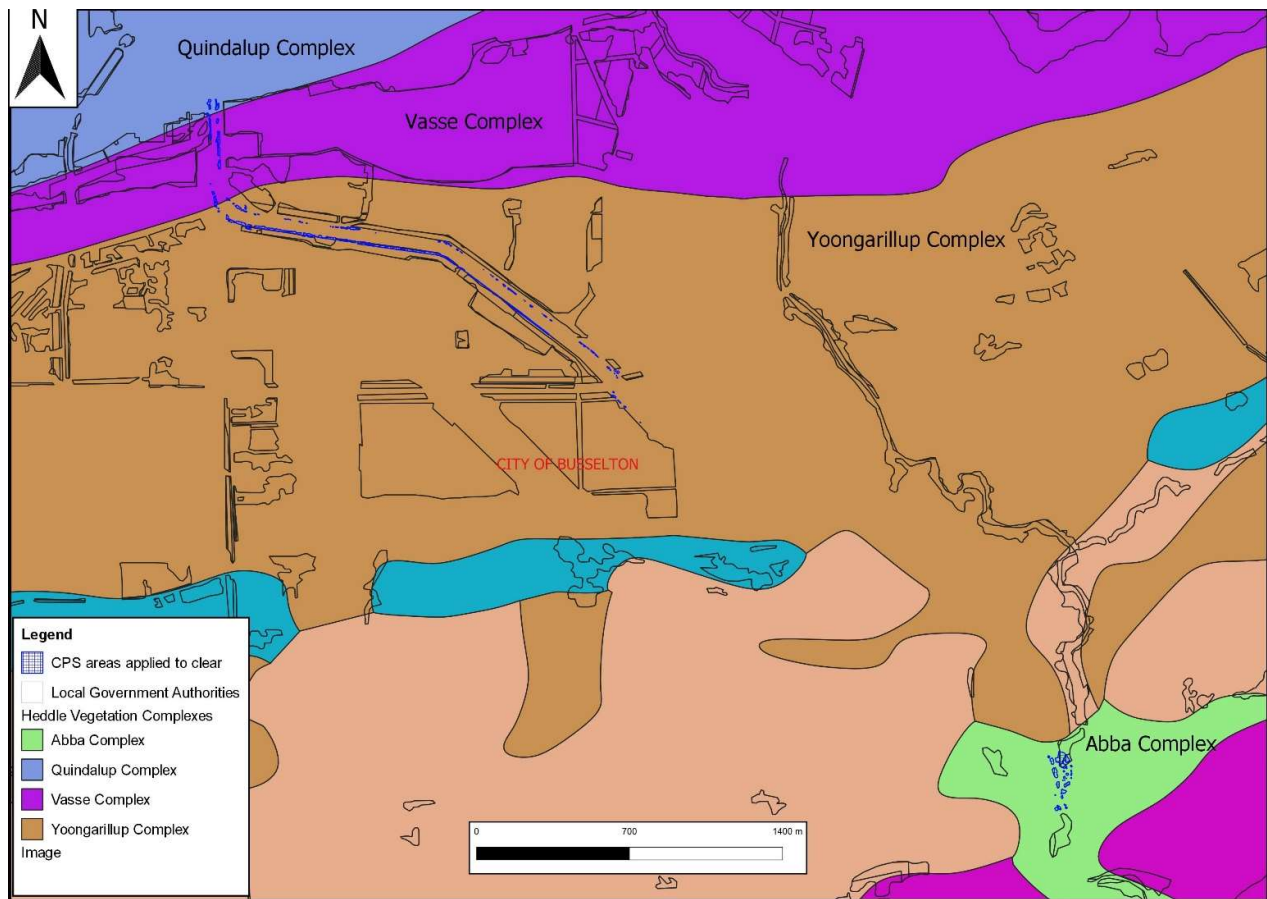 N
Quindalup Complex
Vasse Complex
Yoongarillup Complex
CITY OF BUSSELTON
Abba Complex
Legend
CPS areas applied to clear
Local Government Authorities
Heddle Vegetation Complexes
Abba Complex
Quindalup Complex
Vasse Complex
Yoongarillup Complex
Image
0 700 1400 m